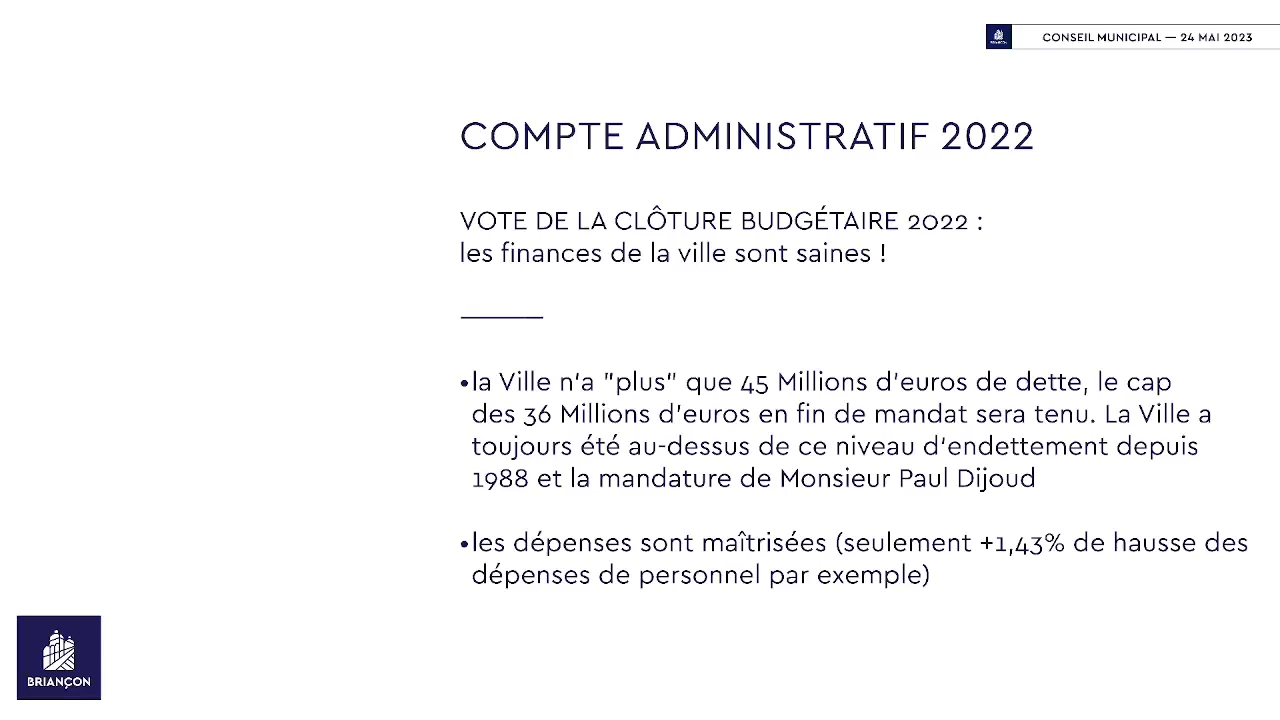 CONSEIL MUNICIPAL — 24 MAI 2023
COMPTE ADMINISTRATIF 2022
VOTE DE LA CLÔTURE BUDGÉTAIRE 2022 :
les finances de la ville sont saines !
•la Ville n'a "plus" que 45 Millions d'euros de dette, le cap
des 36 Millions d'euros en fin de mandat sera tenu. La Ville a
toujours été au-dessus de ce niveau d'endettement depuis
1988 et la mandature de Monsieur Paul Dijoud
•les dépenses sont maîtrisées (seulement +1,43% de hausse des
dépenses de personnel par exemple)
BRIANÇON